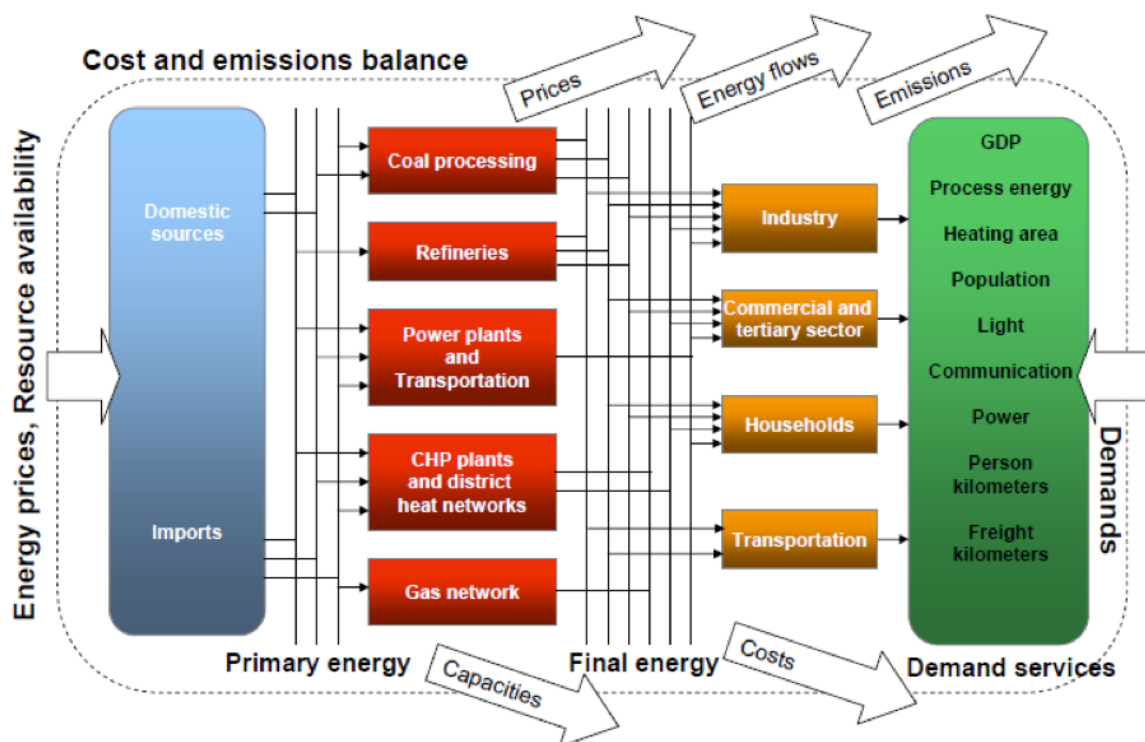 Cost and emissions balance
Prices
Energy flows
Emissions
Energy prices, Resource availability
Domestic
sources
Imports
Coal processing
Refineries
Power plants
and
Transportation
CHP plants
and district
heat networks
Gas network
Industry
Commercial and
tertiary sector
Households
Transportation
GDP
Process energy
Heating area
Population
Light
Communication
Power
Person
kilometers
Freight
kilometers
Demands
Primary energy
Capacities
Final energy
Costs
Demand services